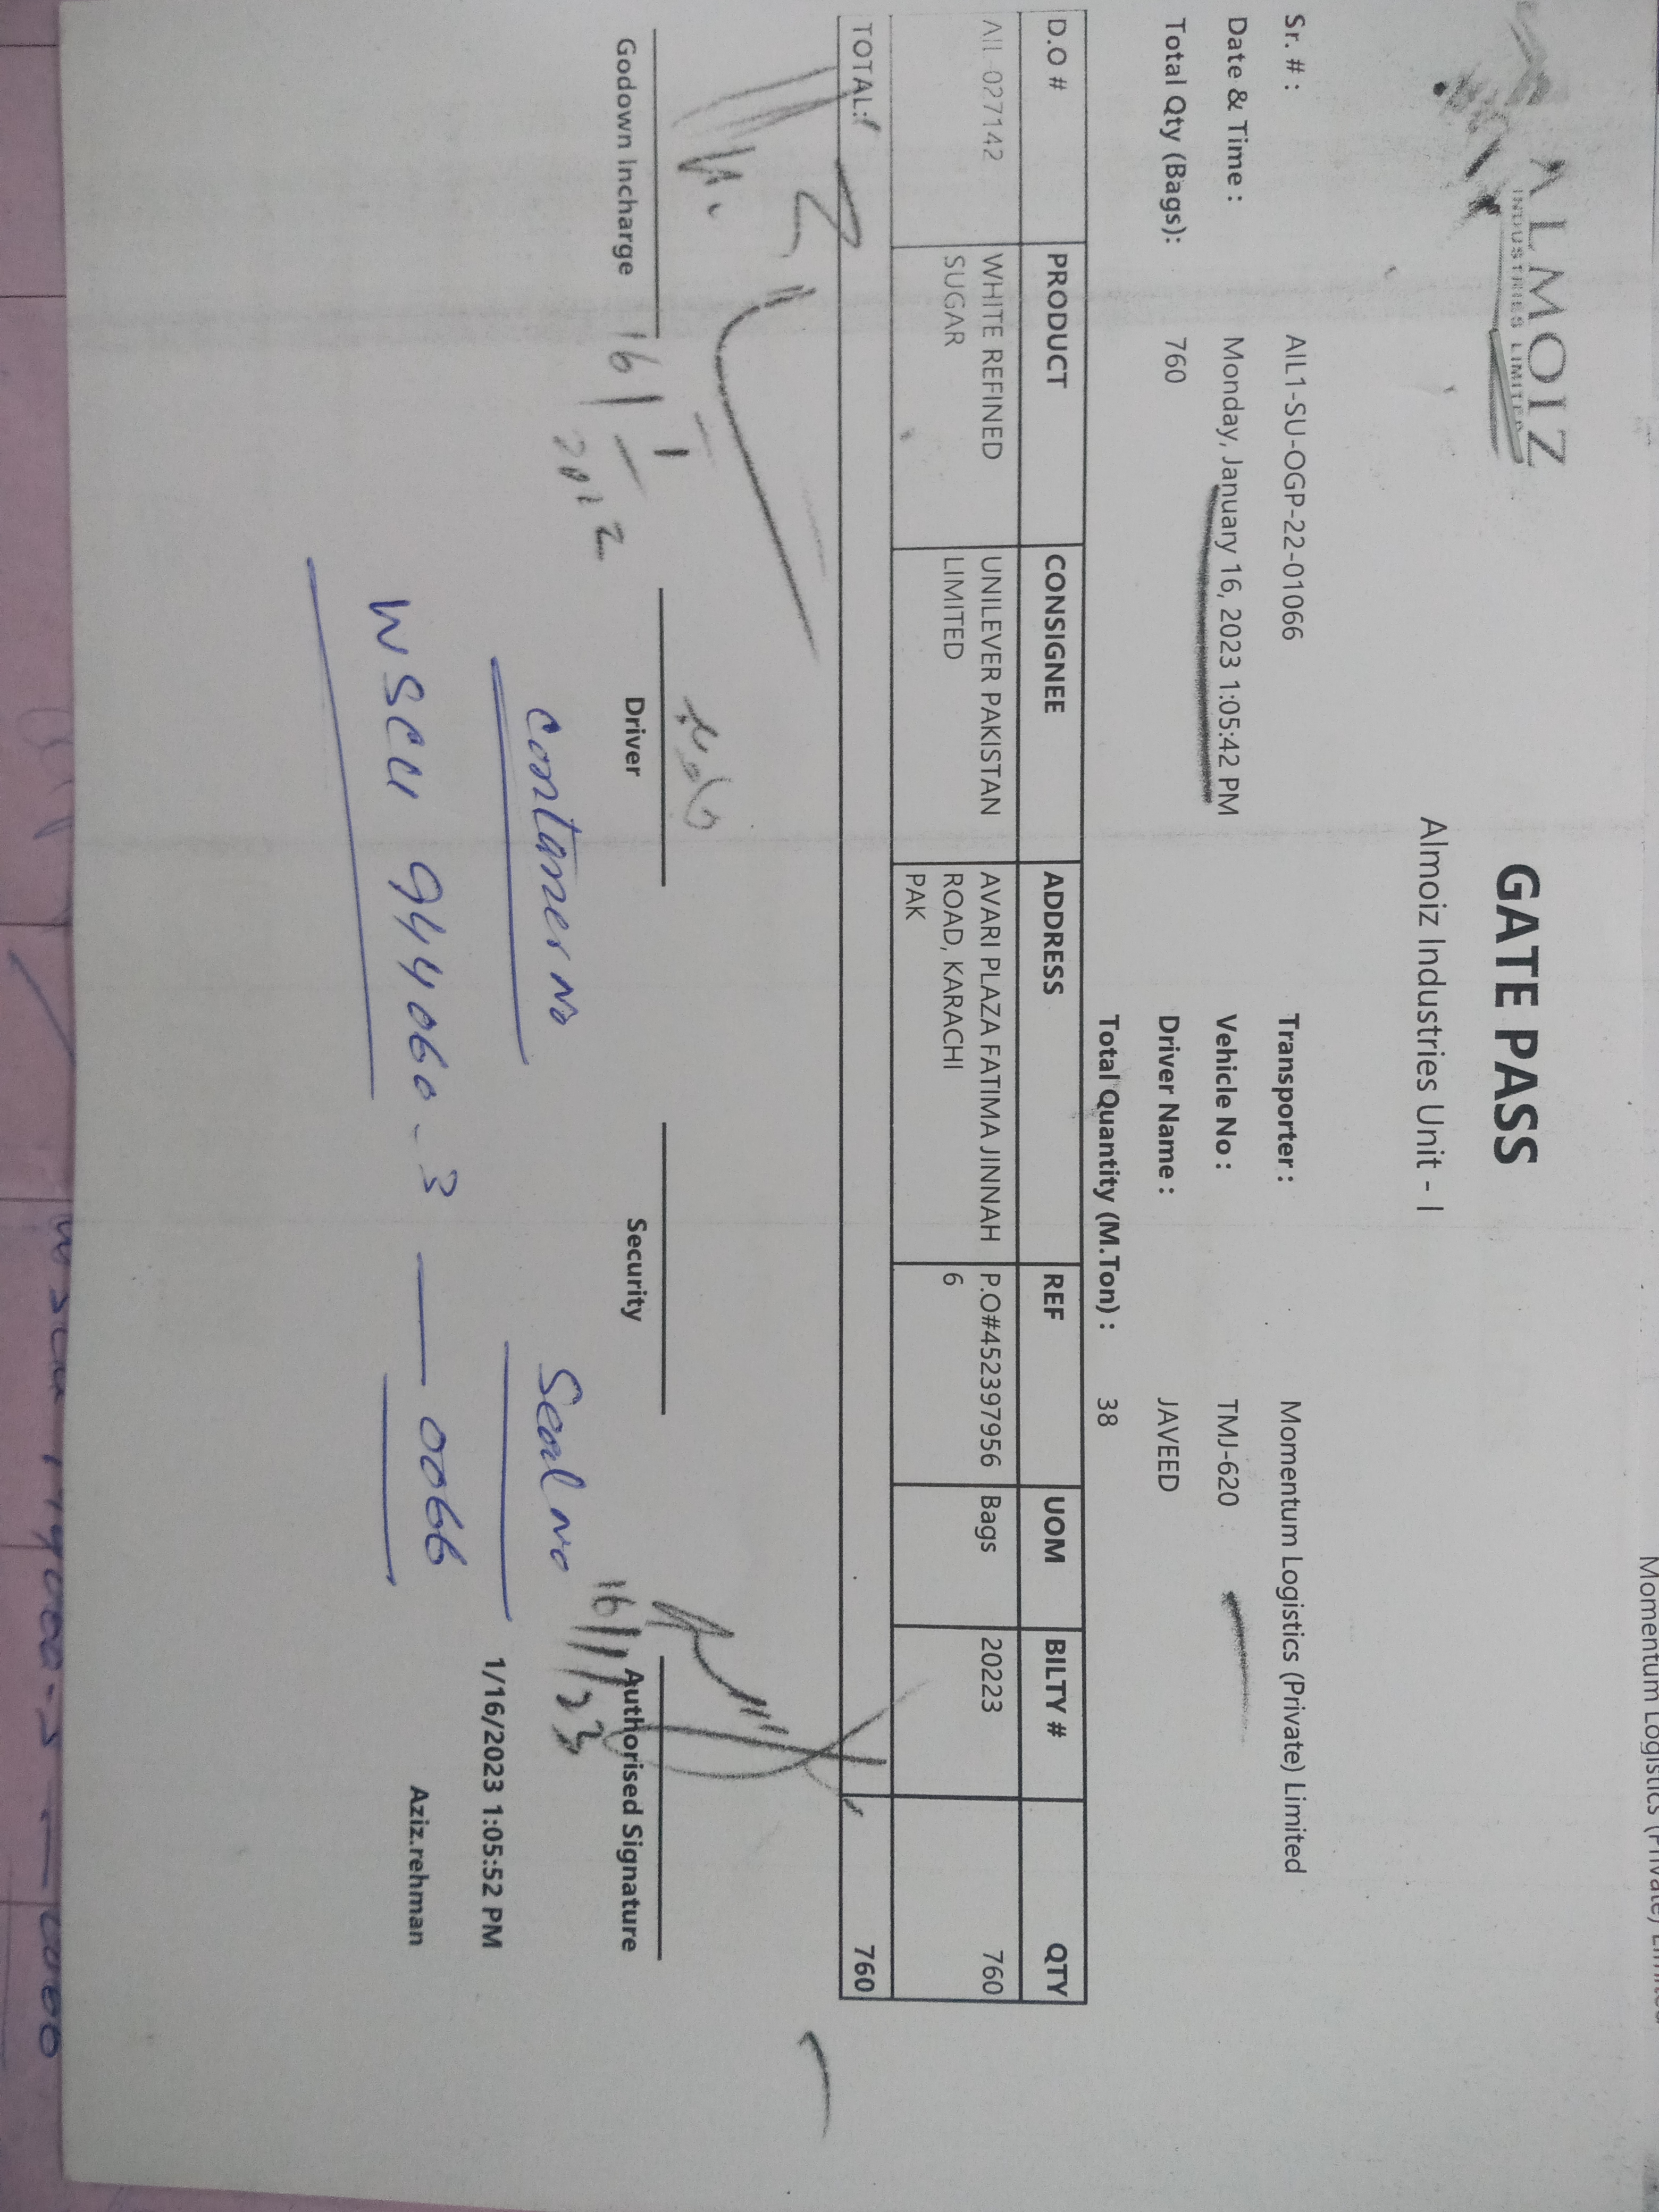 Momentum Logistics (Private) Limited
ALMOIZ
INDUSTRIES LIMITED
GATE PASS
Almoiz Industries Unit - I
Sr. # : AIL1-SU-OGP-22-01066 Transporter : Momentum Logistics (Private) Limited
Date & Time : Monday, January 16, 2023 1:05:42 PM Vehicle No : TMJ-620
Total Qty (Bags): 760 Driver Name : JAVEED
Total Quantity (M.Ton) : 38
D.O # PRODUCT CONSIGNEE ADDRESS REF UOM BILTY # QTY
AIL-027142 WHITE REFINED UNILEVER PAKISTAN AVARI PLAZA FATIMA JINNAH P.O#452397956 Bags 20223 760
SUGAR LIMITED ROAD, KARACHI 6
PAK
TOTAL: 760
Godown Incharge Driver Security Authorised Signature
16/1 16/1/23
container no Seal no
1/16/2023 1:05:52 PM
WSCU 944060-3 — 0066
Aziz.rehman